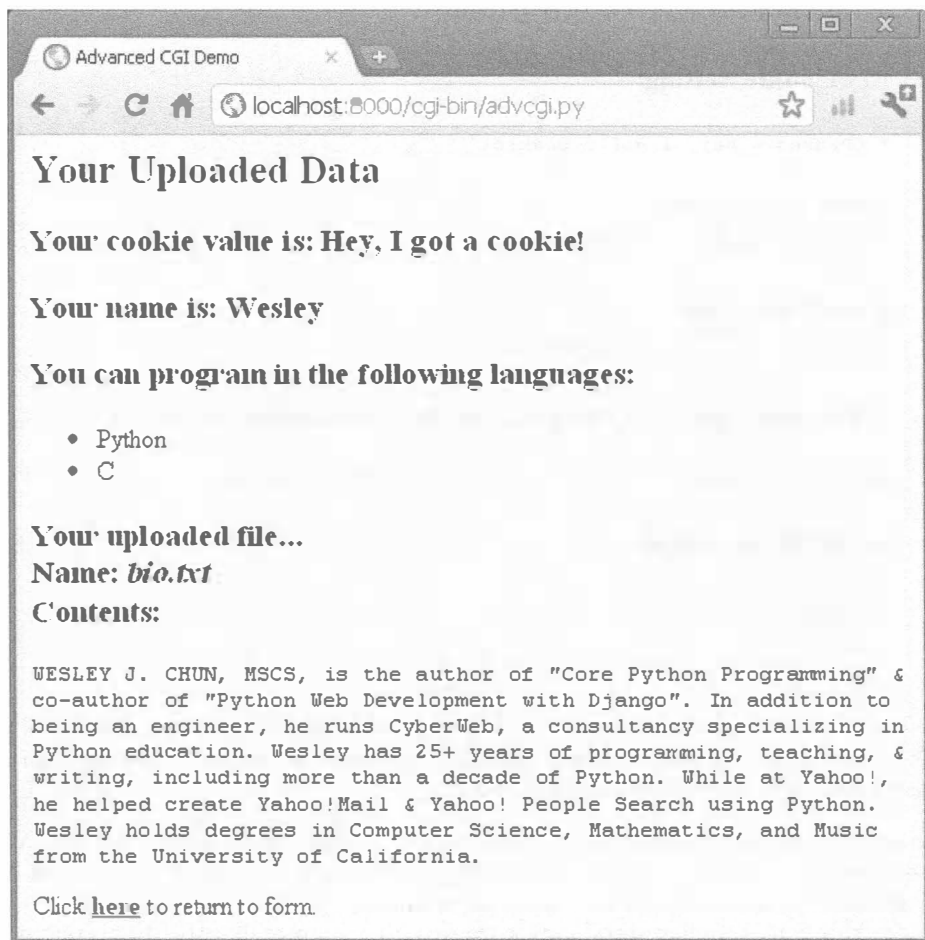 Advanced CGI Demo
localhost:8000/cgi-bin/advcgi.py
Your Uploaded Data
Your cookie value is: Hey, I got a cookie!
Your name is: Wesley
You can program in the following languages:
• Python
• C
Your uploaded file...
Name: bio.txt
Contents:
WESLEY J. CHUN, MSCS, is the author of "Core Python Programming" &
co-author of "Python Web Development with Django". In addition to
being an engineer, he runs CyberWeb, a consultancy specializing in
Python education. Wesley has 25+ years of programming, teaching, &
writing, including more than a decade of Python. While at Yahoo!,
he helped create Yahoo!Mail & Yahoo! People Search using Python.
Wesley holds degrees in Computer Science, Mathematics, and Music
from the University of California.
Click here to return to form.